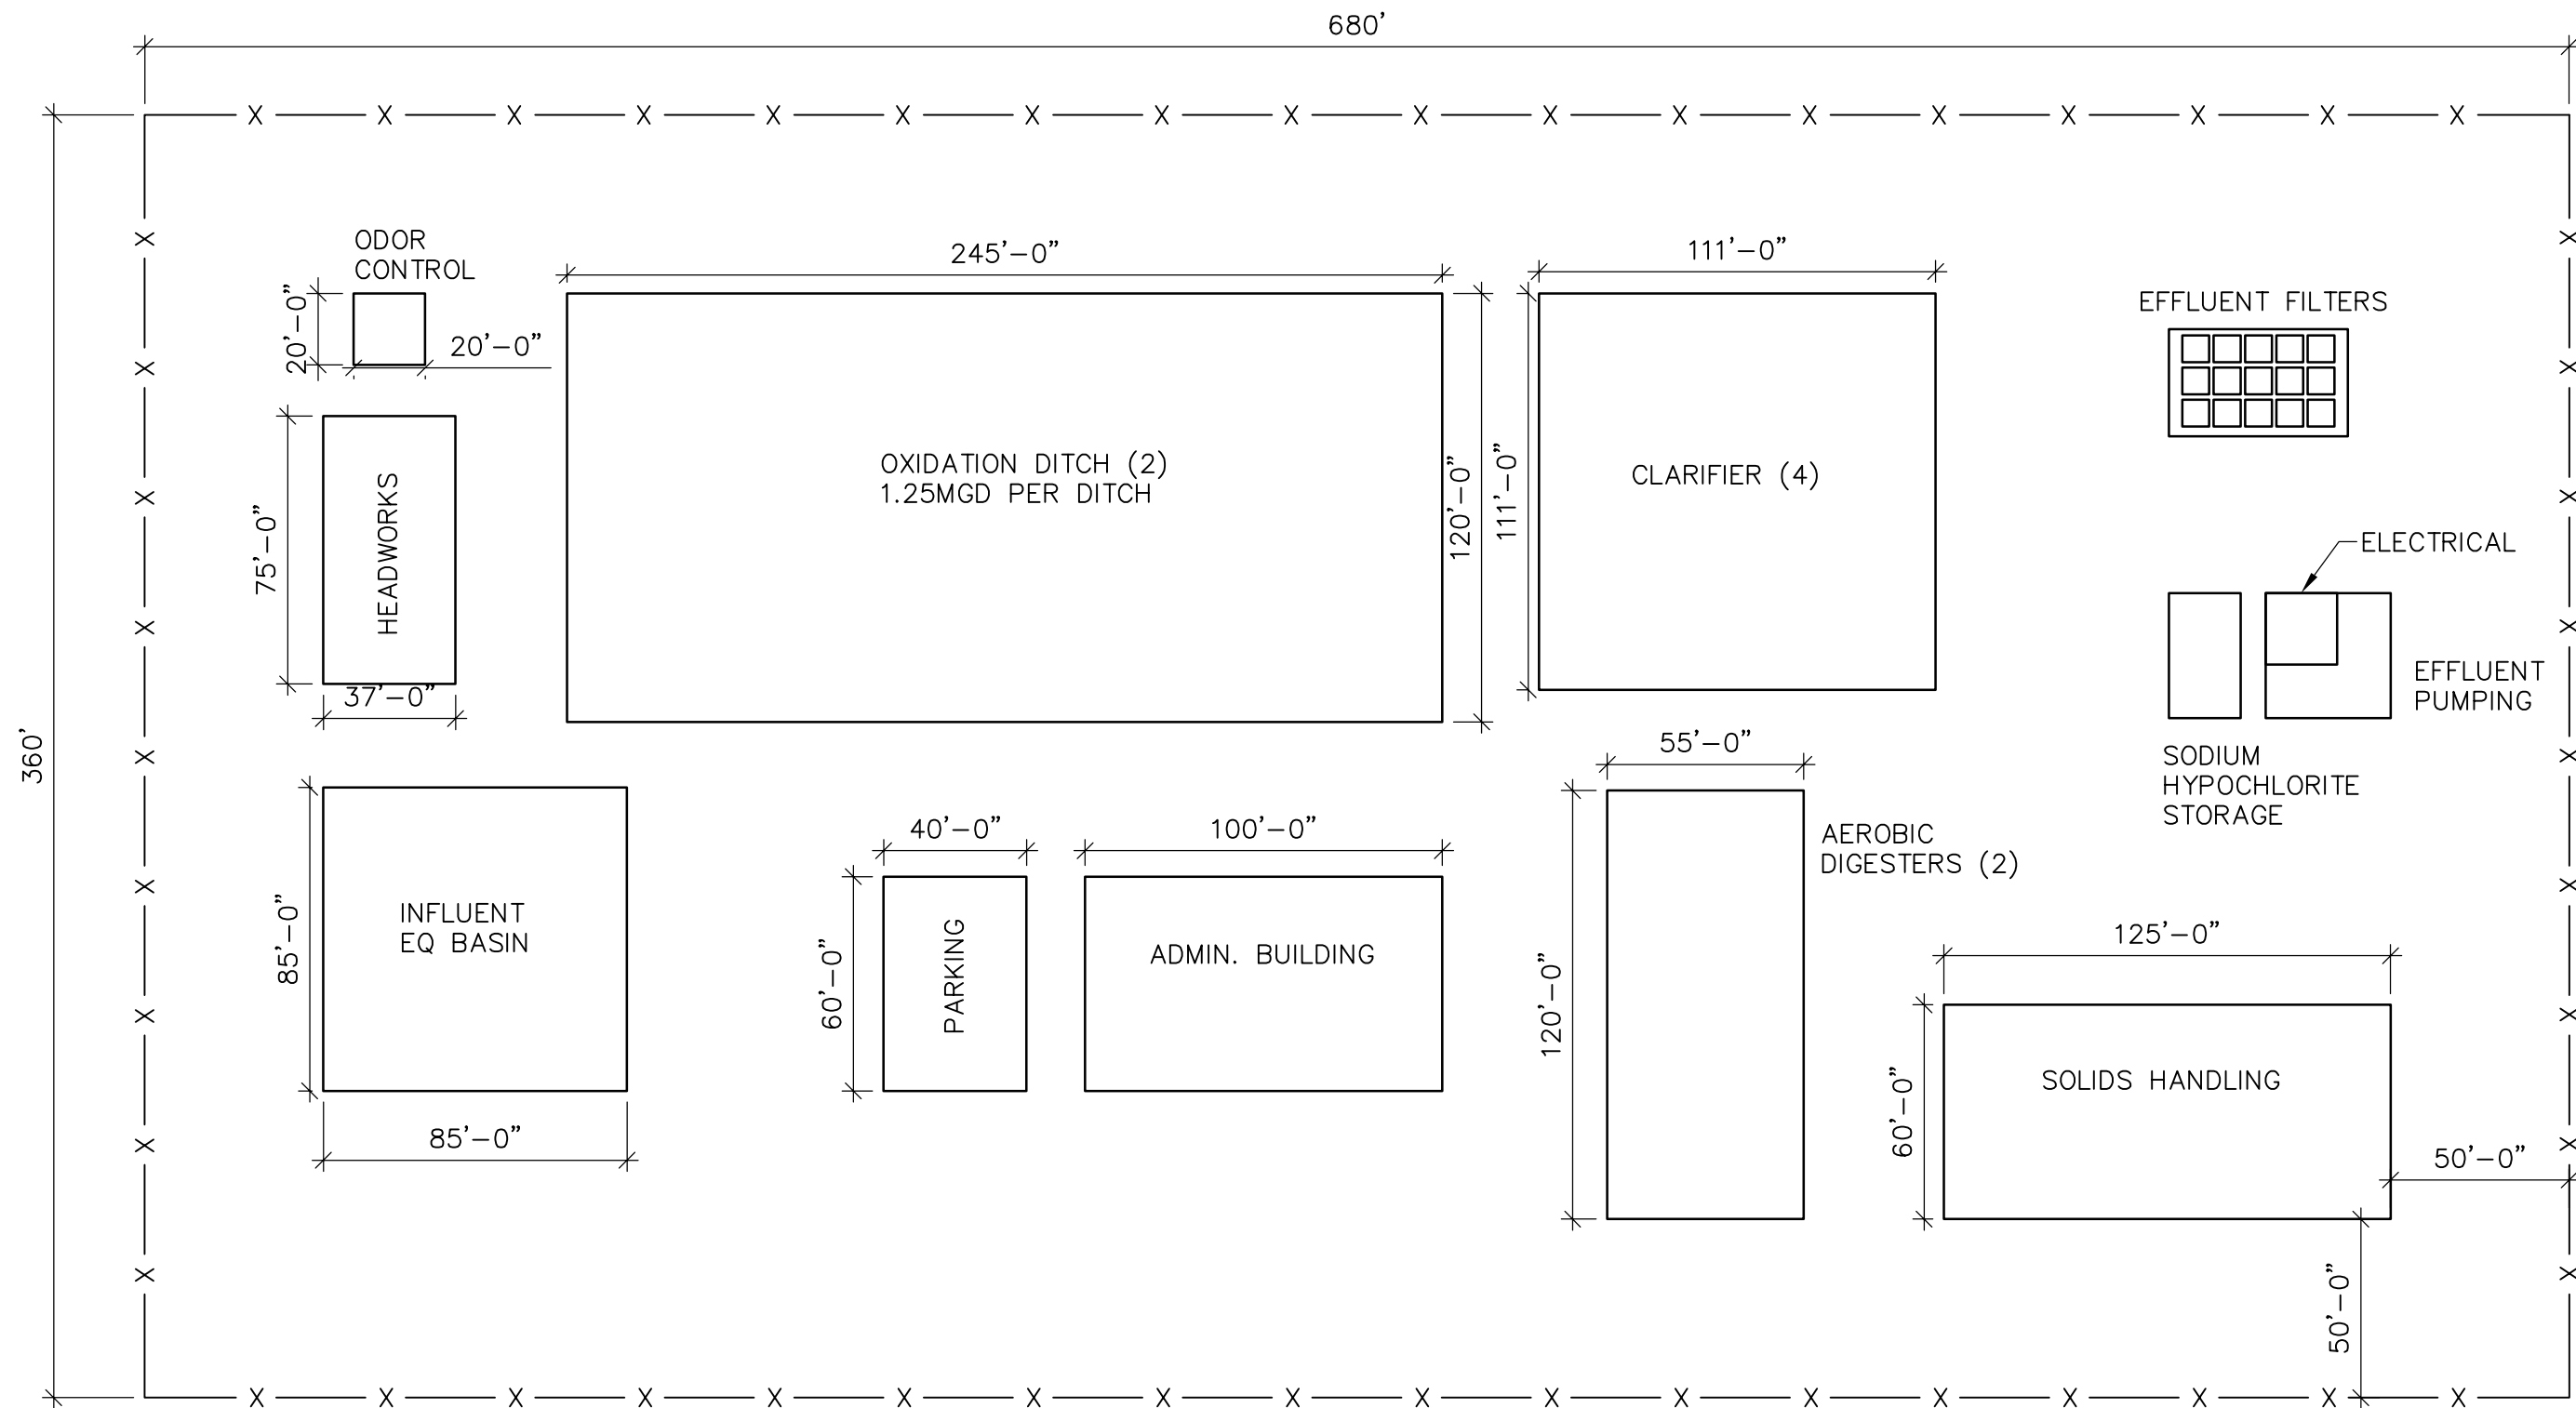 680'
360'
ODOR
CONTROL
20'-0"
20'-0"
245'-0"
111'-0"
EFFLUENT FILTERS
75'-0"
HEADWORKS
37'-0"
OXIDATION DITCH (2)
1.25MGD PER DITCH
120'-0"
111'-0"
CLARIFIER (4)
ELECTRICAL
EFFLUENT
PUMPING
SODIUM
HYPOCHLORITE
STORAGE
85'-0"
INFLUENT
EQ BASIN
85'-0"
40'-0"
60'-0"
PARKING
100'-0"
ADMIN. BUILDING
55'-0"
120'-0"
AEROBIC
DIGESTERS (2)
125'-0"
60'-0"
SOLIDS HANDLING
50'-0"
50'-0"